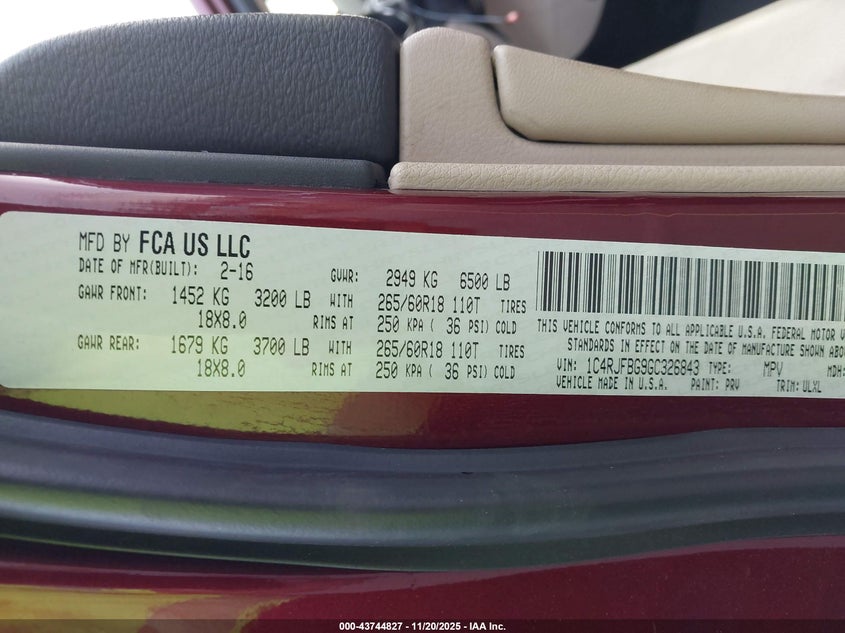 MFD BY FCA US LLC
DATE OF MFR(BUILT): 2-16 GVWR: 2949 KG 6500 LB
GAWR FRONT: 1452 KG 3200 LB WITH 265/60R18 110T TIRES
18X8.0 RIMS AT 250 KPA ( 36 PSI) COLD
GAWR REAR: 1679 KG 3700 LB WITH 265/60R18 110T TIRES
18X8.0 RIMS AT 250 KPA ( 36 PSI) COLD
THIS VEHICLE CONFORMS TO ALL APPLICABLE U.S.A. FEDERAL MOTOR
STANDARDS IN EFFECT ON THE DATE OF MANUFACTURE SHOWN
VIN: 1C4RJFBG9GC326843 TYPE: MPV MDH:
VEHICLE MADE IN U.S.A. PAINT: PRV TRIM: ULXL
000-43744827 - 11/20/2025 - IAA Inc.